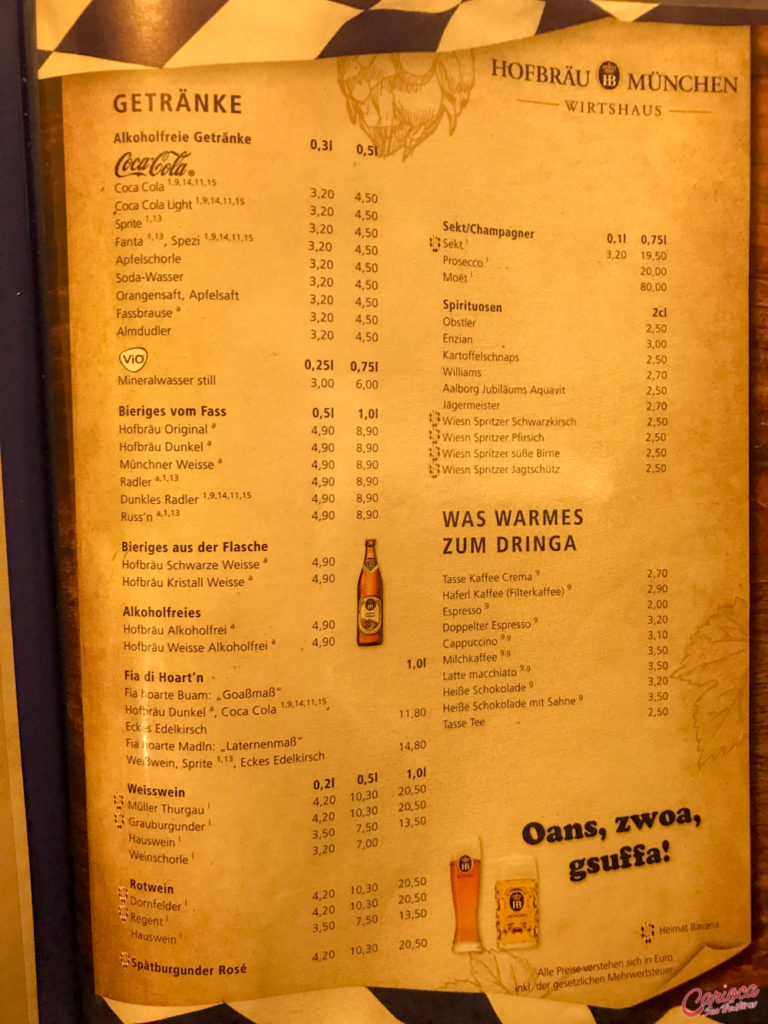 HOFBRÄU HB MÜNCHEN
WIRTSHAUS
GETRÄNKE
Alkoholfreie Getränke 0,3l 0,5l
Coca-Cola®
Coca Cola 1,9,14,11,15 3,20 4,50
Coca Cola Light 1,9,14,11,15 3,20 4,50
Sprite 1,13 3,20 4,50
Fanta 1,13, Spezi 1,9,14,11,15 3,20 4,50
Apfelschorle 3,20 4,50
Soda-Wasser 3,20 4,50
Orangensaft, Apfelsaft 3,20 4,50
Fassbrause a 3,20 4,50
Almdudler 3,20 4,50
ViO 0,25l 0,75l
Mineralwasser still 3,00 6,00
Bieriges vom Fass 0,5l 1,0l
Hofbräu Original a 4,90 8,90
Hofbräu Dunkel a 4,90 8,90
Münchner Weisse a 4,90 8,90
Radler a,1,13 4,90 8,90
Dunkles Radler 1,9,14,11,15 4,90 8,90
Russ'n a,1,13 4,90 8,90
Bieriges aus der Flasche
Hofbräu Schwarze Weisse a 4,90
Hofbräu Kristall Weisse a 4,90
Alkoholfreies
Hofbräu Alkoholfrei a 4,90
Hofbräu Weisse Alkoholfrei a 4,90
Fia di Hoart'n 1,0l
Fia hoarte Buam: „Goaßmaß“
Hofbräu Dunkel a, Coca Cola 1,9,14,11,15,
Eckes Edelkirsch 11,80
Fia hoarte Madln: „Laternenmaß“
Weißwein, Sprite 1,13, Eckes Edelkirsch 14,80
Weisswein 0,2l 0,5l 1,0l
Müller Thurgau l 4,20 10,30 20,50
Grauburgunder l 4,20 10,30 20,50
Hauswein l 3,50 7,50 13,50
Weinschorle l 3,20 7,00
Rotwein
Dornfelder l 4,20 10,30 20,50
Regent l 4,20 10,30 20,50
Hauswein l 3,50 7,50 13,50
Spätburgunder Rosé 4,20 10,30 20,50
Sekt/Champagner 0,1l 0,75l
Sekt l 3,20 19,50
Prosecco l 20,00
Moët l 80,00
Spirituosen 2cl
Obstler 2,50
Enzian 3,00
Kartoffelschnaps 2,50
Williams 2,70
Aalborg Jubiläums Aquavit 2,50
Jägermeister 2,70
Wiesn Spritzer Schwarzkirsch 2,50
Wiesn Spritzer Pfirsich 2,50
Wiesn Spritzer süße Birne 2,50
Wiesn Spritzer Jagtschütz 2,50
WAS WARMES
ZUM DRINGA
Tasse Kaffee Crema 9 2,70
Haferl Kaffee (Filterkaffee) 9 2,90
Espresso 9 2,00
Doppelter Espresso 9 3,20
Cappuccino 9,g 3,10
Milchkaffee 9,g 3,50
Latte macchiato 9,g 3,50
Heiße Schokolade g 3,20
Heiße Schokolade mit Sahne g 3,50
Tasse Tee 2,50
Oans, zwoa,
gsuffa!
Heimat Bavaria
Alle Preise verstehen sich in Euro
inkl. der gesetzlichen Mehrwertsteuer
Carioca